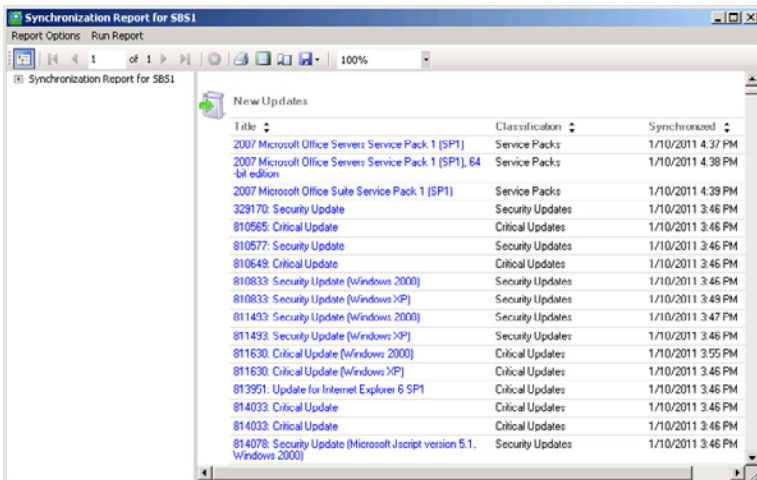 Synchronization Report for SBS1
Report Options Run Report
1 of 1 100%
Synchronization Report for SBS1
New Updates
Title Classification Synchronized
2007 Microsoft Office Servers Service Pack 1 (SP1) Service Packs 1/10/2011 4:37 PM
2007 Microsoft Office Servers Service Pack 1 (SP1), 64 Service Packs 1/10/2011 4:38 PM
-bit edition
2007 Microsoft Office Suite Service Pack 1 (SP1) Service Packs 1/10/2011 4:39 PM
329170: Security Update Security Updates 1/10/2011 3:46 PM
810565: Critical Update Critical Updates 1/10/2011 3:46 PM
810577: Security Update Security Updates 1/10/2011 3:46 PM
810649: Critical Update Critical Updates 1/10/2011 3:46 PM
810833: Security Update (Windows 2000) Security Updates 1/10/2011 3:46 PM
810833: Security Update (Windows XP) Security Updates 1/10/2011 3:49 PM
811493: Security Update (Windows 2000) Security Updates 1/10/2011 3:47 PM
811493: Security Update (Windows XP) Security Updates 1/10/2011 3:46 PM
811630: Critical Update (Windows 2000) Critical Updates 1/10/2011 3:55 PM
811630: Critical Update (Windows XP) Critical Updates 1/10/2011 3:46 PM
813951: Update for Internet Explorer 6 SP1 Critical Updates 1/10/2011 3:46 PM
814033: Critical Update Critical Updates 1/10/2011 3:46 PM
814033: Critical Update Critical Updates 1/10/2011 3:46 PM
814078: Security Update (Microsoft Jscript version 5.1, Security Updates 1/10/2011 3:46 PM
Windows 2000)